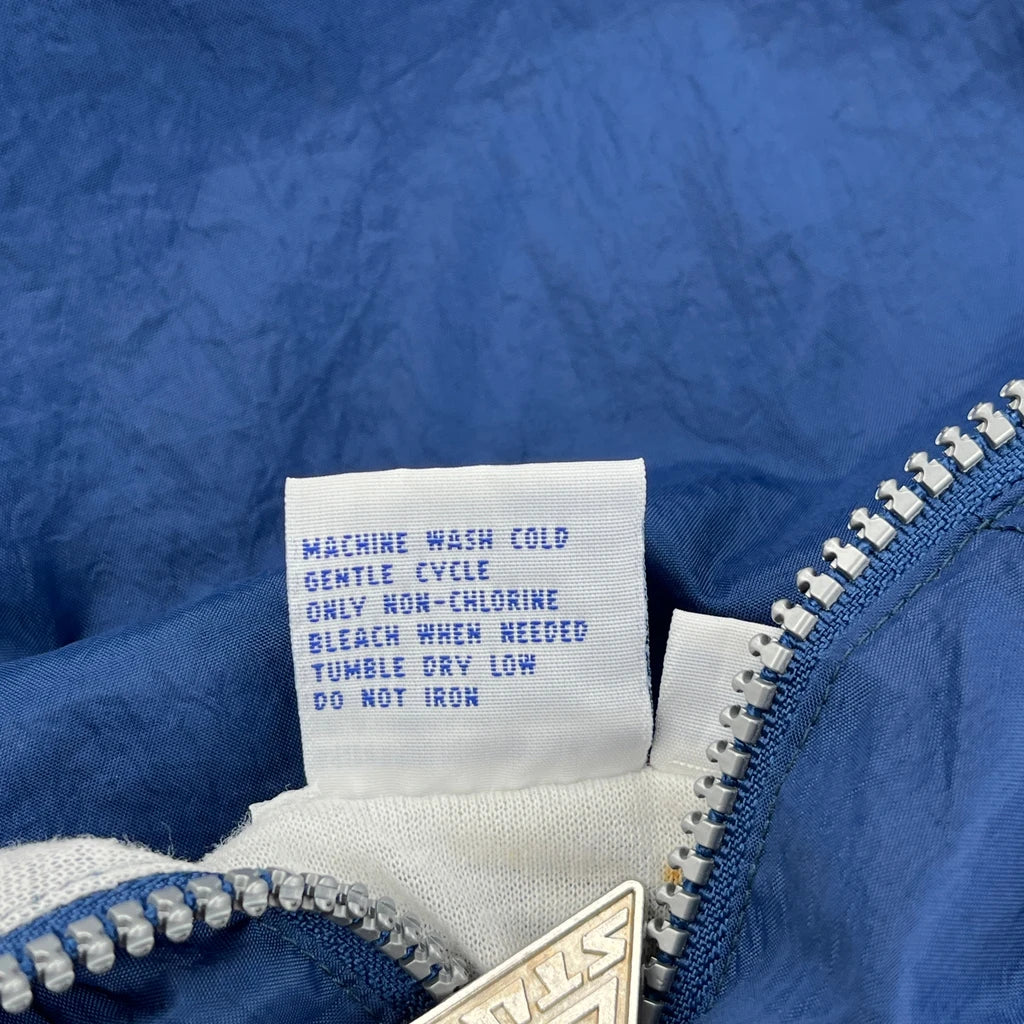 MACHINE WASH COLD
GENTLE CYCLE
ONLY NON-CHLORINE
BLEACH WHEN NEEDED
TUMBLE DRY LOW
DO NOT IRON